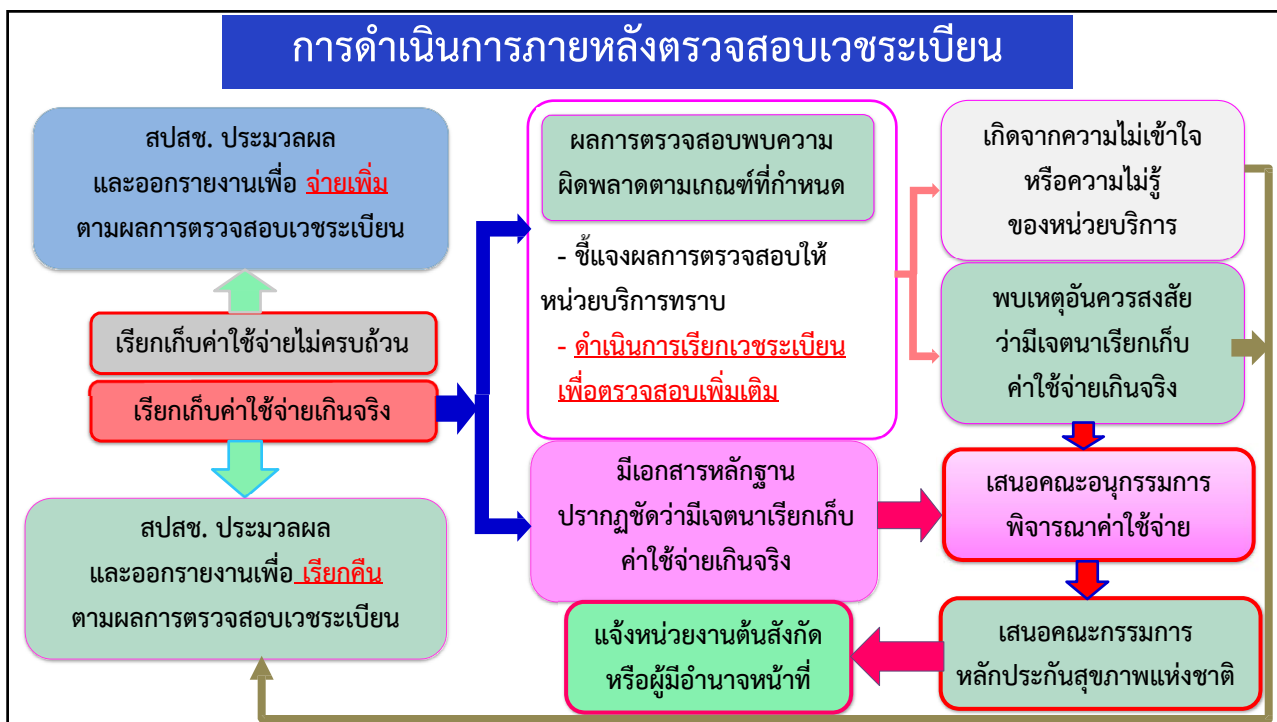 การดำเนินการภายหลังตรวจสอบเวชระเบียน
สปสช. ประมวลผล
และออกรายงานเพื่อ จ่ายเพิ่ม
ตามผลการตรวจสอบเวชระเบียน
เรียกเก็บค่าใช้จ่ายไม่ครบถ้วน
เรียกเก็บค่าใช้จ่ายเกินจริง
สปสช. ประมวลผล
และออกรายงานเพื่อ เรียกคืน
ตามผลการตรวจสอบเวชระเบียน
ผลการตรวจสอบพบความ
ผิดพลาดตามเกณฑ์ที่กำหนด
- ชี้แจงผลการตรวจสอบให้
หน่วยบริการทราบ
- ดำเนินการเรียกเวชระเบียน
เพื่อตรวจสอบเพิ่มเติม
มีเอกสารหลักฐาน
ปรากฏชัดว่ามีเจตนาเรียกเก็บ
ค่าใช้จ่ายเกินจริง
เกิดจากความไม่เข้าใจ
หรือความไม่รู้
ของหน่วยบริการ
พบเหตุอันควรสงสัย
ว่ามีเจตนาเรียกเก็บ
ค่าใช้จ่ายเกินจริง
เสนอคณะอนุกรรมการ
พิจารณาค่าใช้จ่าย
เสนอคณะกรรมการ
หลักประกันสุขภาพแห่งชาติ
แจ้งหน่วยงานต้นสังกัด
หรือผู้มีอำนาจหน้าที่